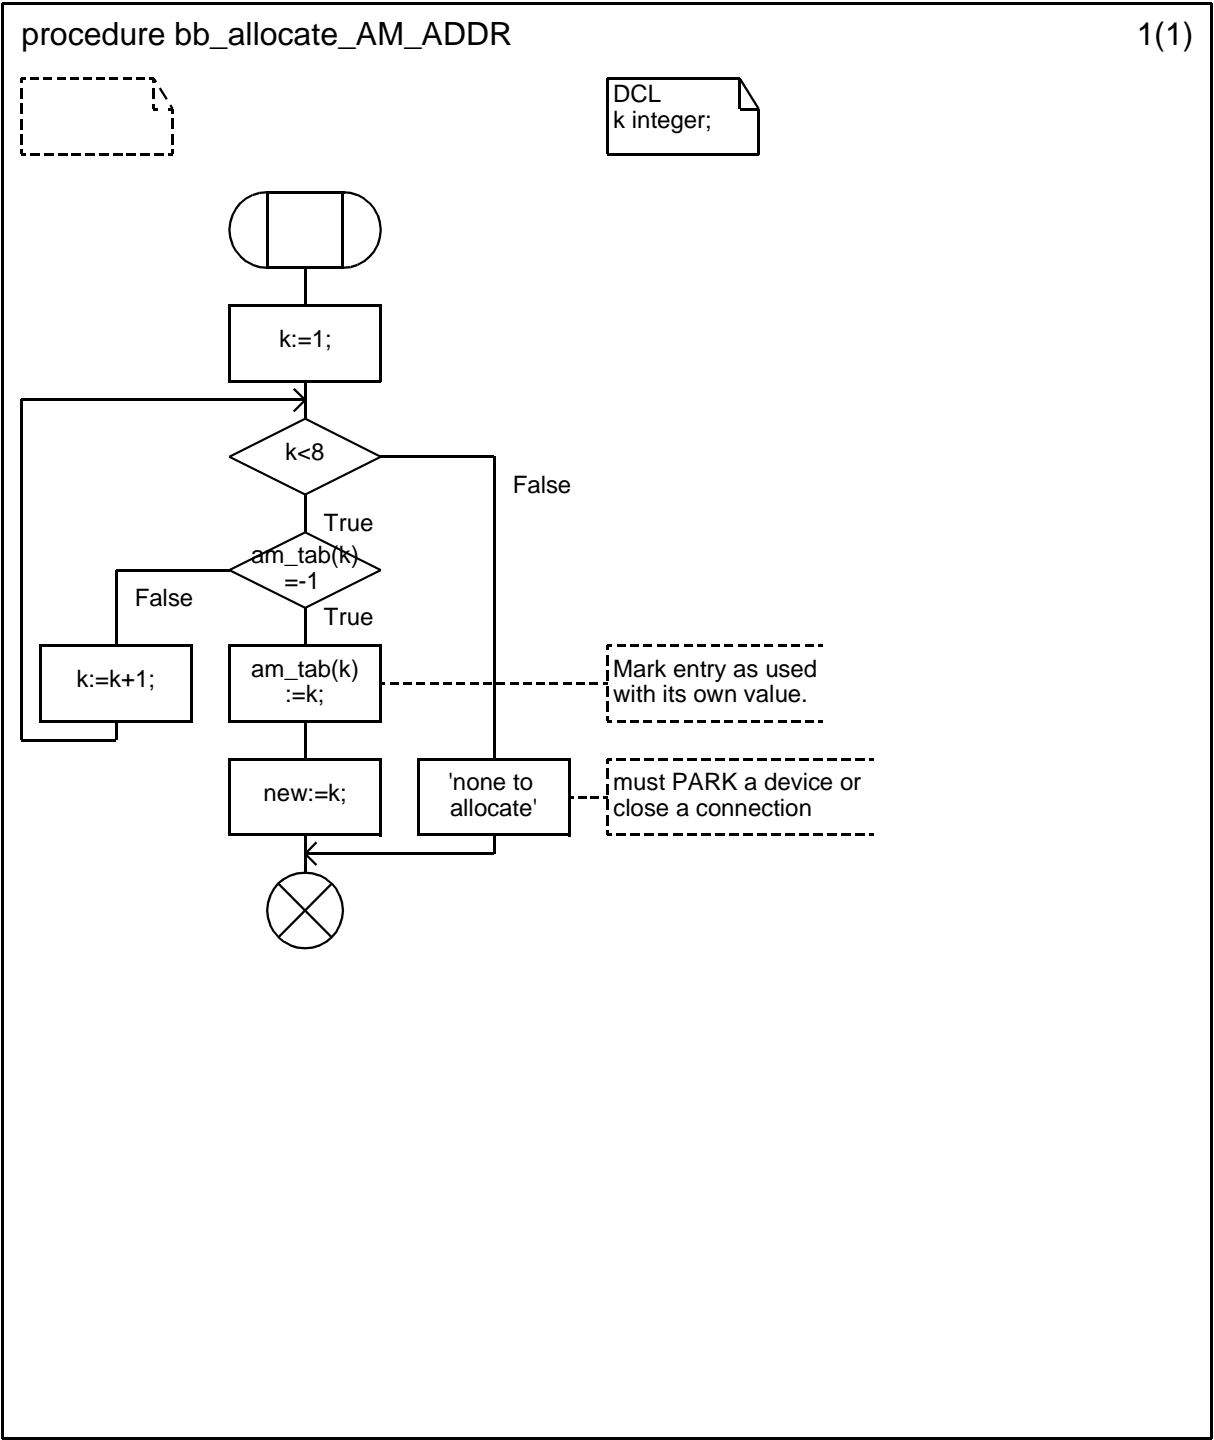 procedure bb_allocate_AM_ADDR
1(1)
DCL
k integer;
k:=1;
k<8
False
True
am_tab(k)
=-1
False
True
k:=k+1;
am_tab(k)
:=k;
Mark entry as used
with its own value.
new:=k;
'none to
allocate'
must PARK a device or
close a connection